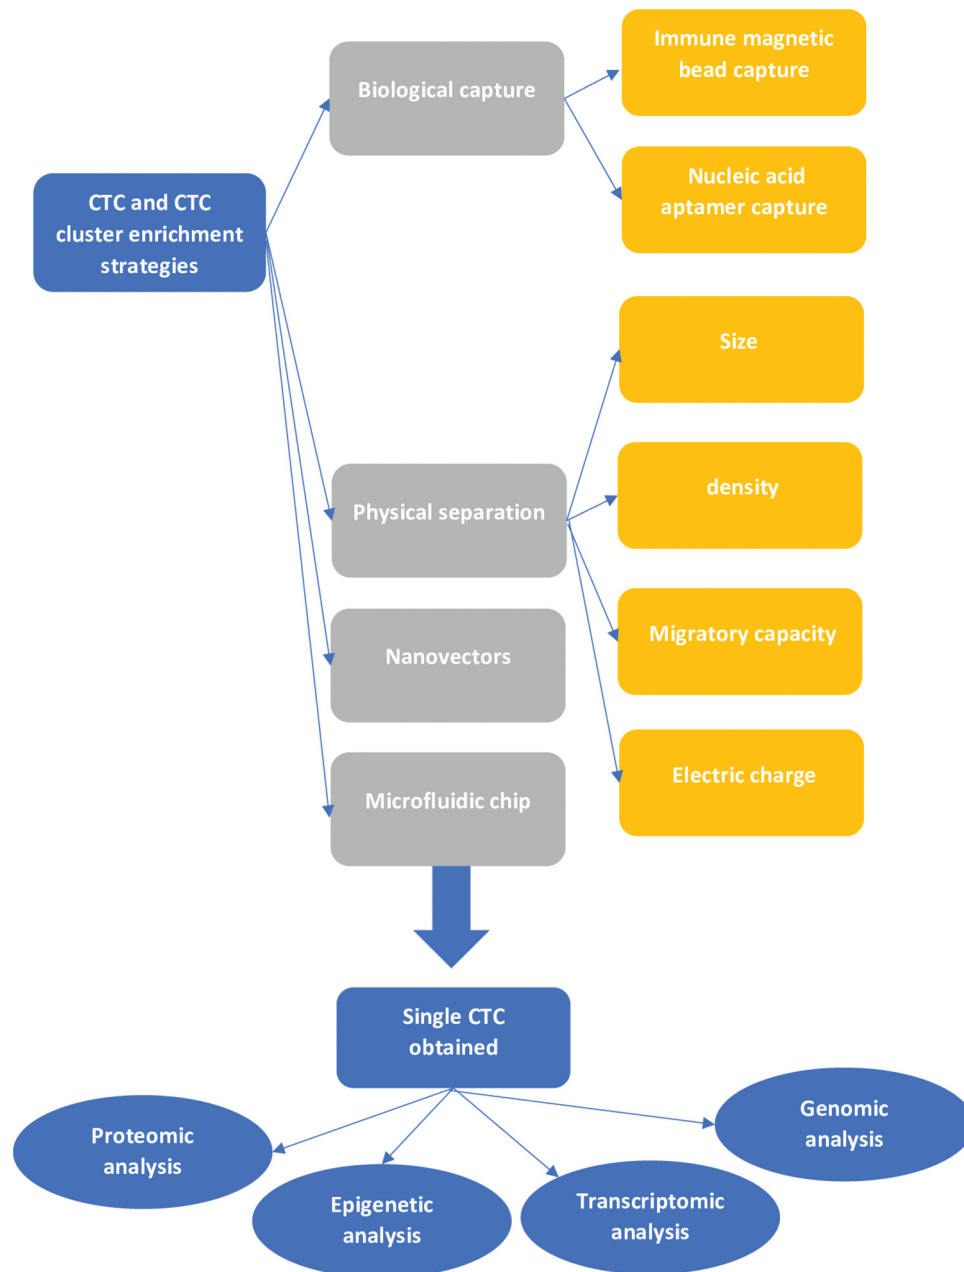 CTC and CTC
cluster enrichment
strategies
Biological capture
Immune magnetic
bead capture
Nucleic acid
aptamer capture
Physical separation
Size
density
Migratory capacity
Electric charge
Nanovectors
Microfluidic chip
Single CTC
obtained
Proteomic
analysis
Epigenetic
analysis
Transcriptomic
analysis
Genomic
analysis